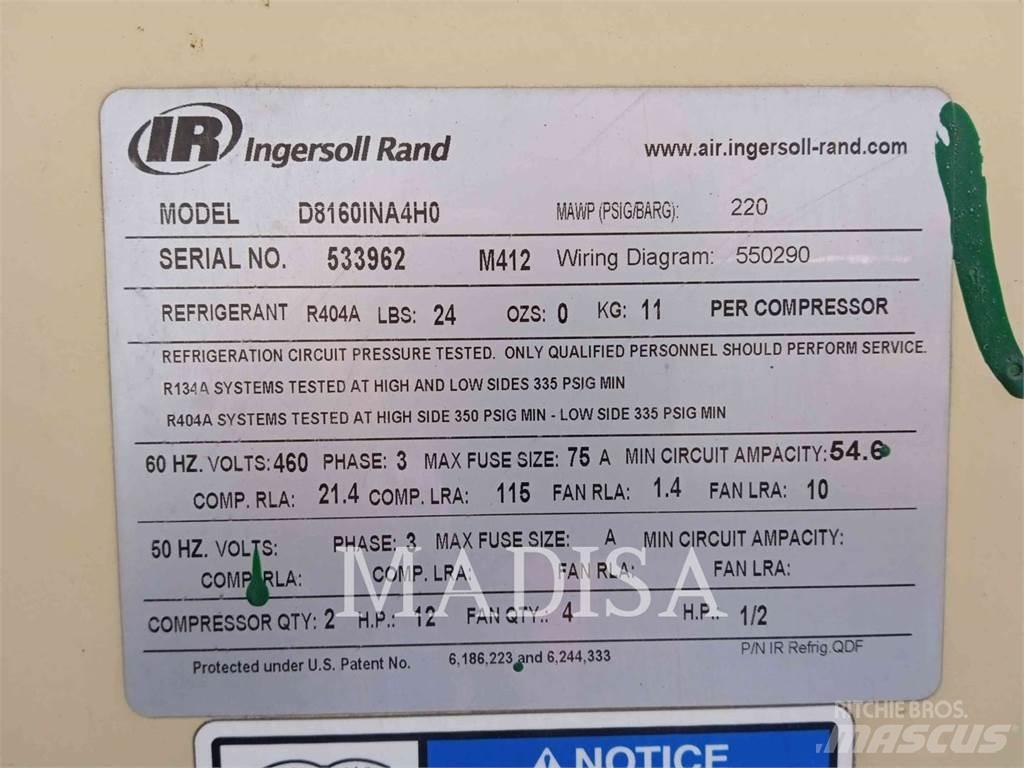 IR Ingersoll Rand www.air.ingersoll-rand.com
MODEL D8160INA4H0 MAWP (PSIG/BARG): 220
SERIAL NO. 533962 M412 Wiring Diagram: 550290
REFRIGERANT R404A LBS: 24 OZS: 0 KG: 11 PER COMPRESSOR
REFRIGERATION CIRCUIT PRESSURE TESTED. ONLY QUALIFIED PERSONNEL SHOULD PERFORM SERVICE.
R134A SYSTEMS TESTED AT HIGH AND LOW SIDES 335 PSIG MIN
R404A SYSTEMS TESTED AT HIGH SIDE 350 PSIG MIN - LOW SIDE 335 PSIG MIN
60 HZ. VOLTS: 460 PHASE: 3 MAX FUSE SIZE: 75 A MIN CIRCUIT AMPACITY: 54.6
COMP. RLA: 21.4 COMP. LRA: 115 FAN RLA: 1.4 FAN LRA: 10
50 HZ. VOLTS: PHASE: 3 MAX FUSE SIZE: A MIN CIRCUIT AMPACITY:
COMP. RLA: COMP. LRA: FAN RLA: FAN LRA:
MADISA
COMPRESSOR QTY: 2 H.P.: 12 FAN QTY.: 4 H.P.: 1/2
P/N IR Refrig.QDF
Protected under U.S. Patent No. 6,186,223 and 6,244,333
RITCHIE BROS.
MASCUS
NOTICE